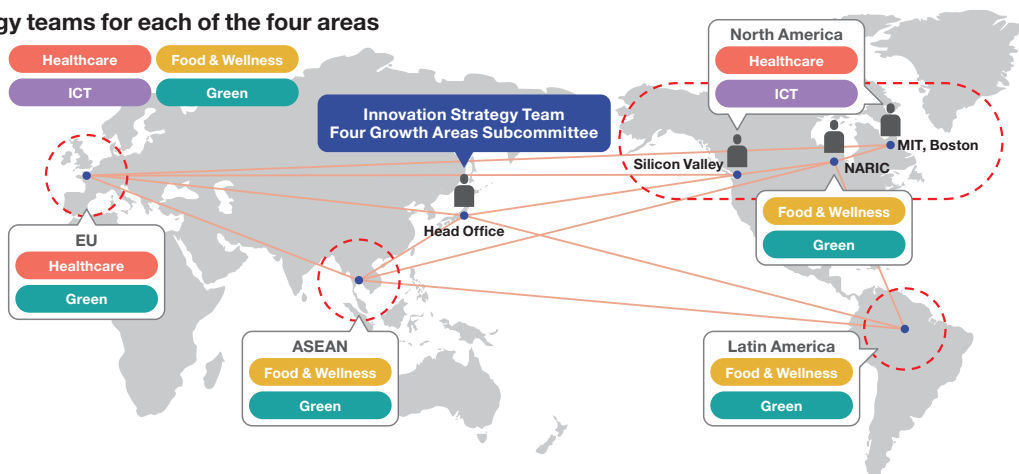 gy teams for each of the four areas
Healthcare
Food & Wellness
ICT
Green
Innovation Strategy Team
Four Growth Areas Subcommittee
North America
Healthcare
ICT
MIT, Boston
Silicon Valley
NARIC
Food & Wellness
Green
Head Office
EU
Healthcare
Green
ASEAN
Food & Wellness
Green
Latin America
Food & Wellness
Green